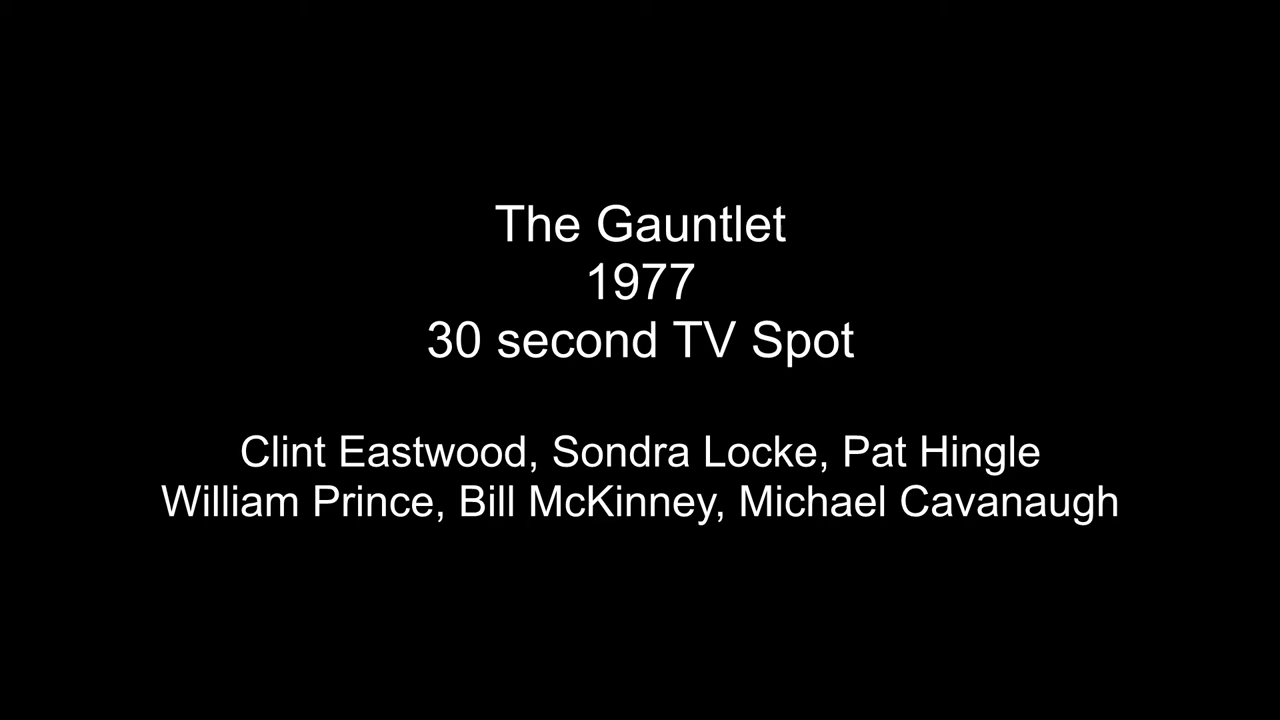 The Gauntlet
1977
30 second TV Spot
Clint Eastwood, Sondra Locke, Pat Hingle
William Prince, Bill McKinney, Michael Cavanaugh